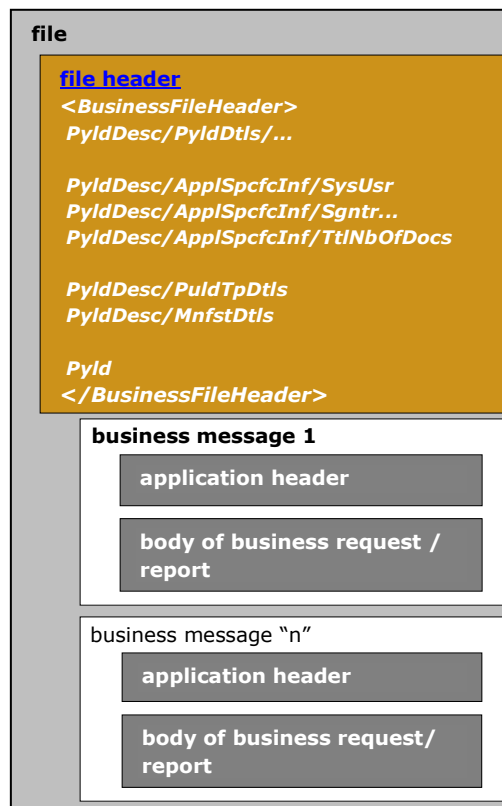 file
file header
<BusinessFileHeader>
PyldDesc/PyldDtls/...
PyldDesc/ApplSpcfcInf/SysUsr
PyldDesc/ApplSpcfcInf/Sgntr...
PyldDesc/ApplSpcfcInf/TtlNbOfDocs
PyldDesc/PuldTpDtls
PyldDesc/MnfstDtls
Pyld
</BusinessFileHeader>
business message 1
application header
body of business request /
report
business message “n”
application header
body of business request/
report